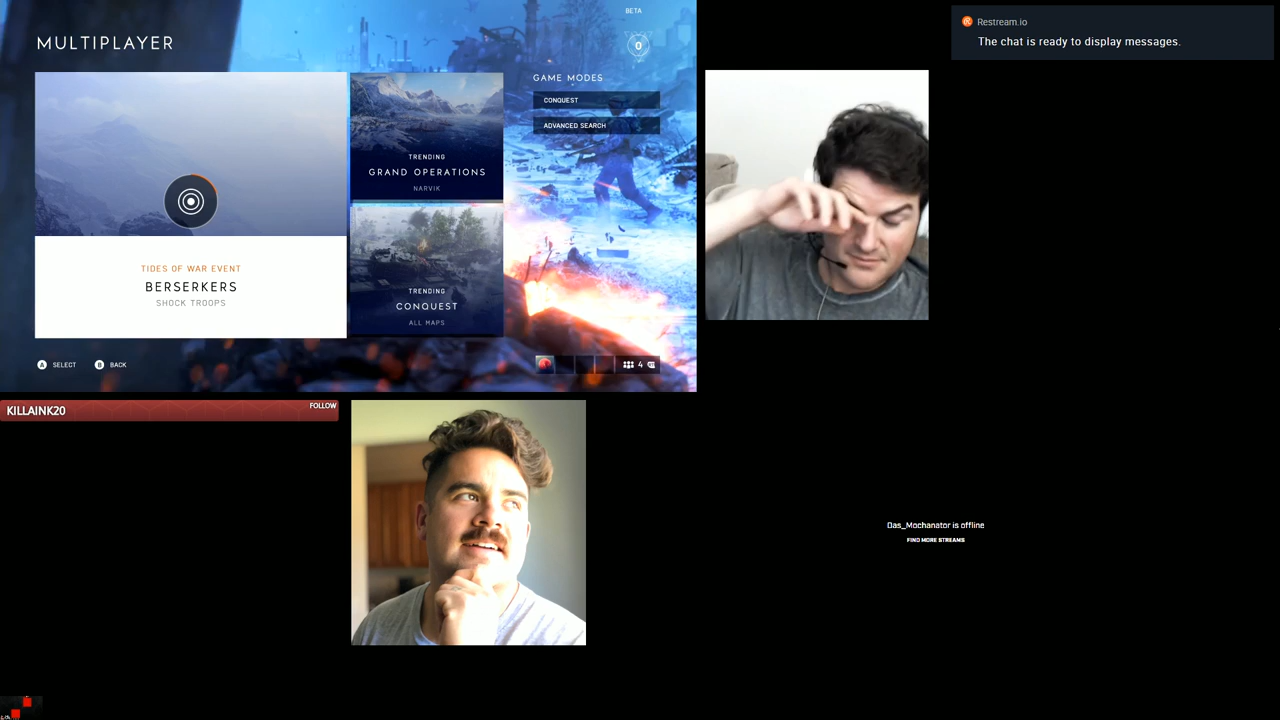 BETA
MULTIPLAYER
0
GAME MODES
CONQUEST
ADVANCED SEARCH
TRENDING
GRAND OPERATIONS
NARVIK
TIDES OF WAR EVENT
BERSERKERS
SHOCK TROOPS
TRENDING
CONQUEST
ALL MAPS
A SELECT B BACK
4
Restream.io
The chat is ready to display messages.
KILLAINK20
FOLLOW
Das_Mochanator is offline
FIND MORE STREAMS